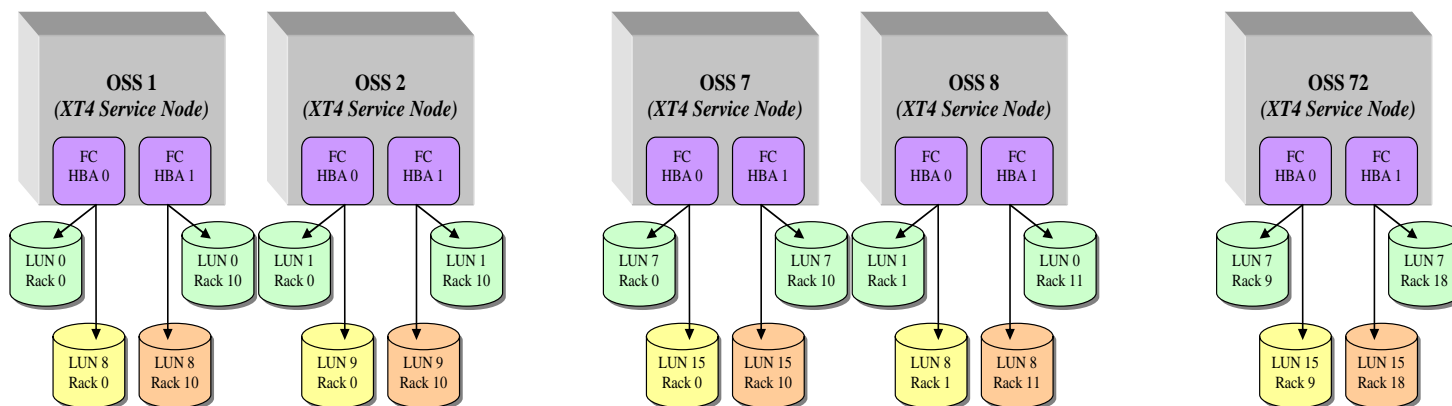 OSS 1
(XT4 Service Node)
FC
HBA 0
FC
HBA 1
LUN 0
Rack 0
LUN 0
Rack 10
LUN 8
Rack 0
LUN 8
Rack 10
OSS 2
(XT4 Service Node)
FC
HBA 0
FC
HBA 1
LUN 1
Rack 0
LUN 1
Rack 10
LUN 9
Rack 0
LUN 9
Rack 10
OSS 7
(XT4 Service Node)
FC
HBA 0
FC
HBA 1
LUN 7
Rack 0
LUN 7
Rack 10
LUN 15
Rack 0
LUN 15
Rack 10
OSS 8
(XT4 Service Node)
FC
HBA 0
FC
HBA 1
LUN 1
Rack 1
LUN 0
Rack 11
LUN 8
Rack 1
LUN 8
Rack 11
OSS 72
(XT4 Service Node)
FC
HBA 0
FC
HBA 1
LUN 7
Rack 9
LUN 7
Rack 18
LUN 15
Rack 9
LUN 15
Rack 18